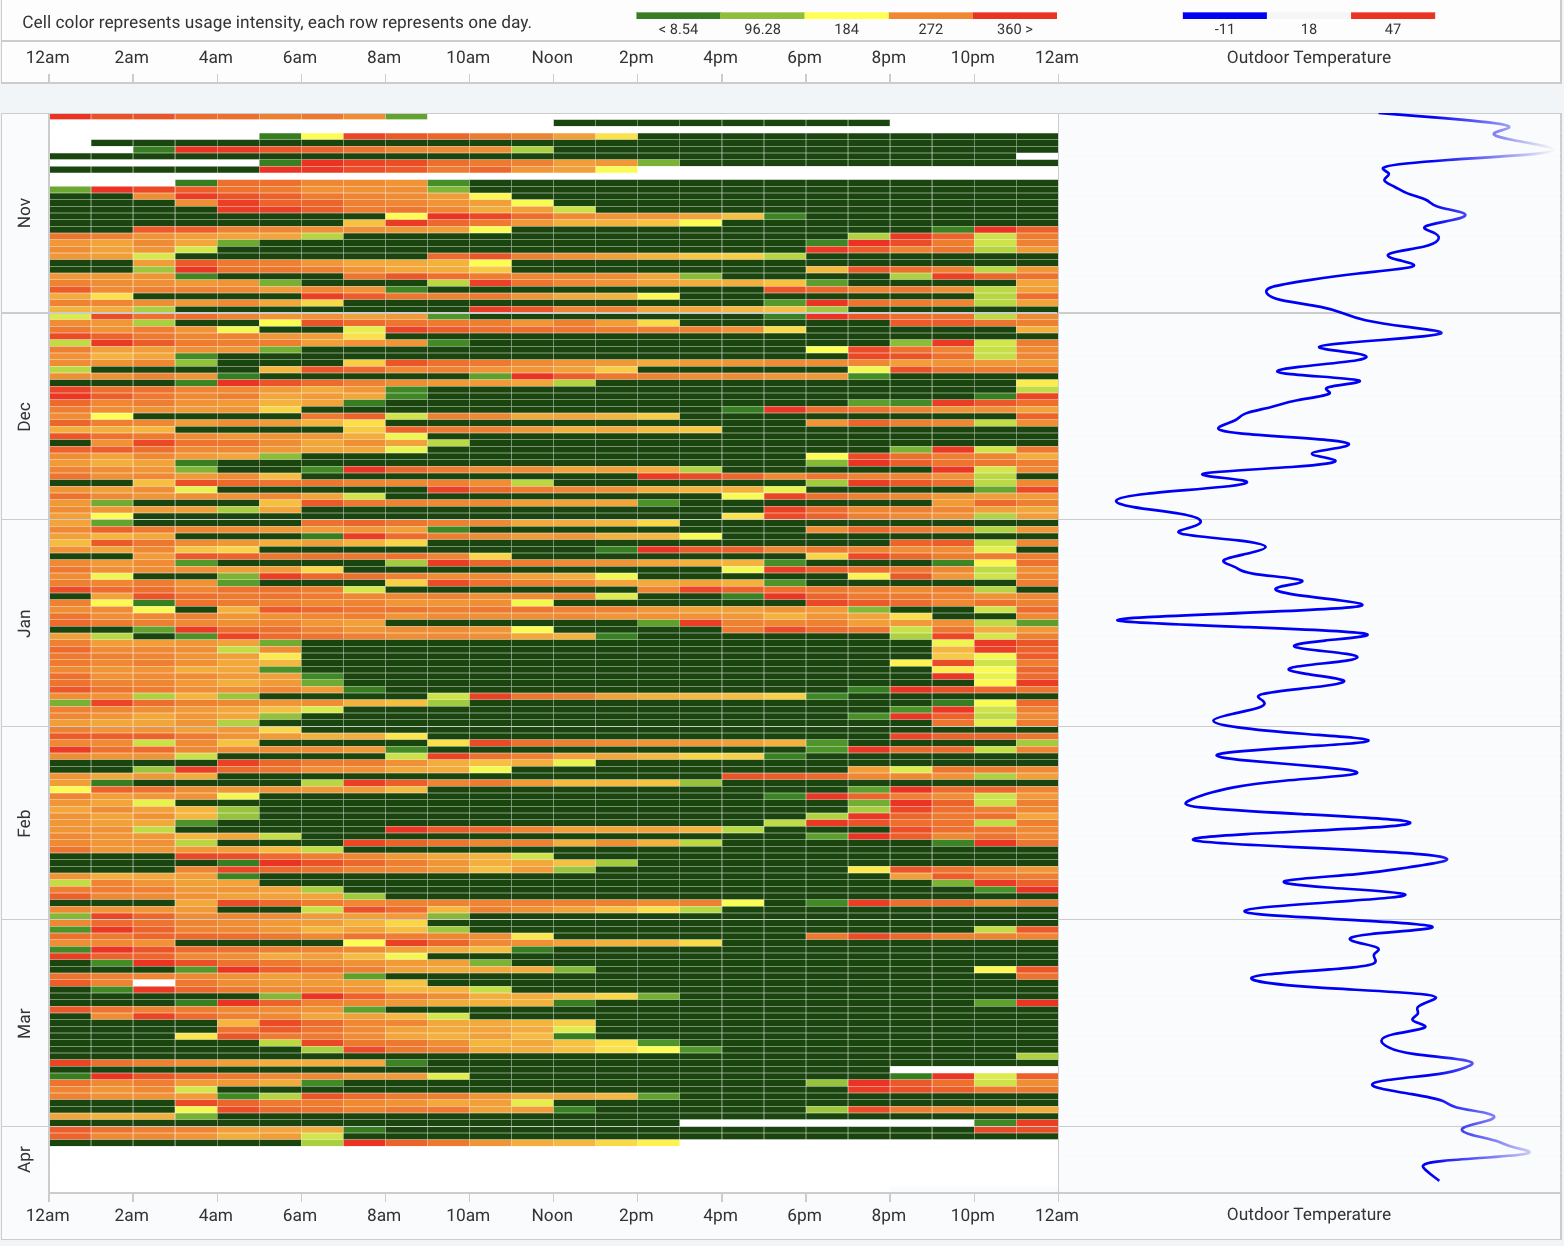 Cell color represents usage intensity, each row represents one day.
< 8.54 96.28 184 272 360 >
-11 18 47
12am 2am 4am 6am 8am 10am Noon 2pm 4pm 6pm 8pm 10pm 12am Outdoor Temperature
Nov
Dec
Jan
Feb
Mar
Apr
12am 2am 4am 6am 8am 10am Noon 2pm 4pm 6pm 8pm 10pm 12am Outdoor Temperature